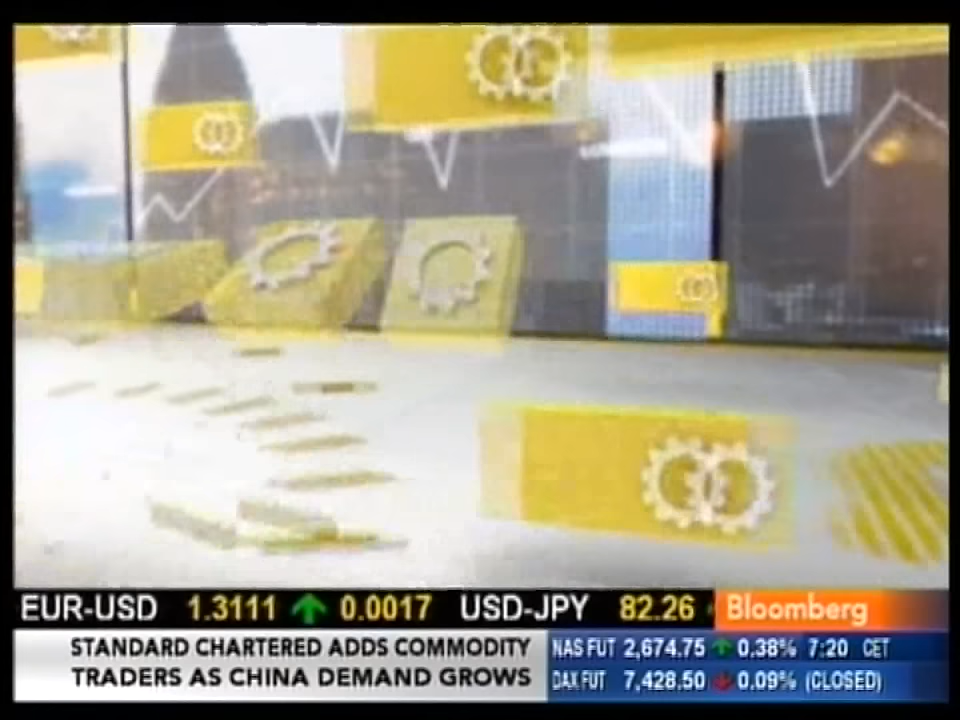 EUR-USD 1.3111 0.0017 USD-JPY 82.26 Bloomberg
STANDARD CHARTERED ADDS COMMODITY
TRADERS AS CHINA DEMAND GROWS
NAS FUT 2,674.75 0.38% 7:20 CET
DAX FUT 7,428.50 0.09% (CLOSED)